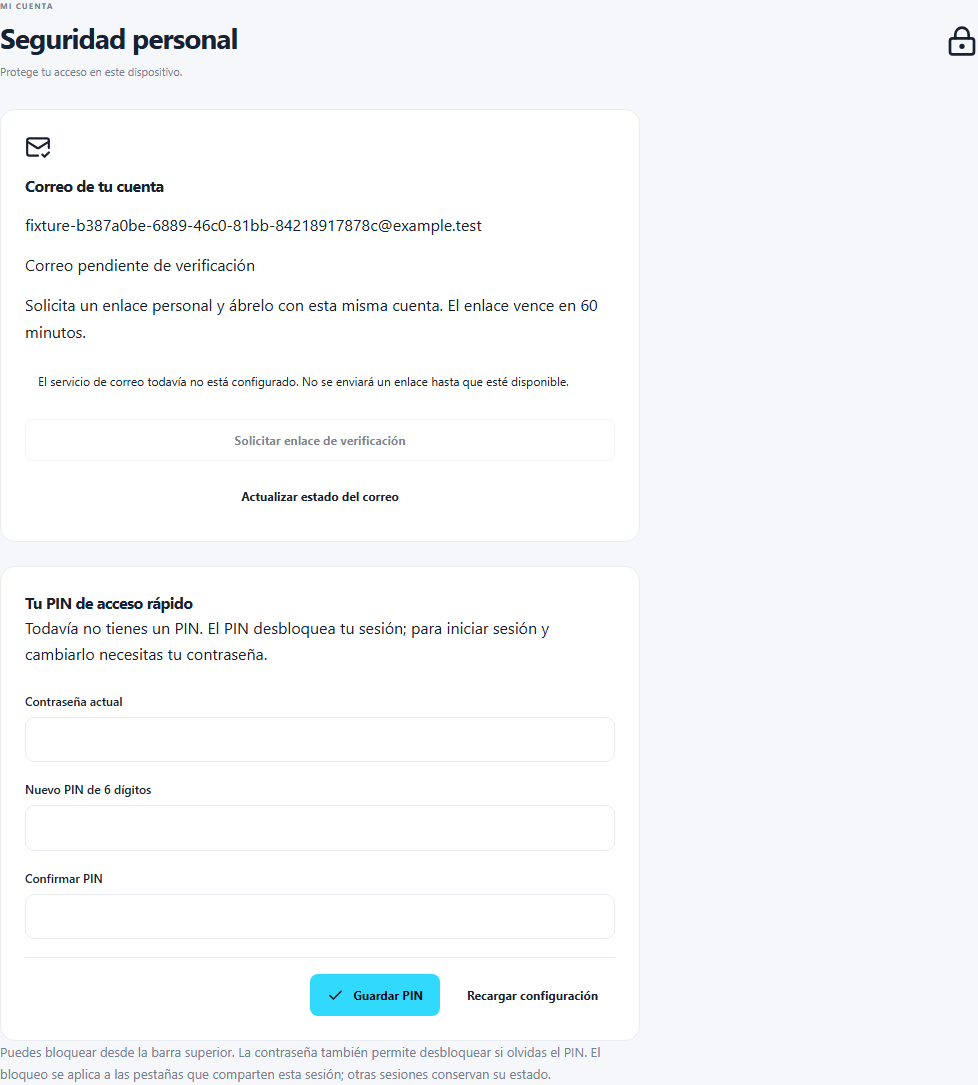 MI CUENTA
Seguridad personal
Protege tu acceso en este dispositivo.
Correo de tu cuenta
fixture-b387a0be-6889-46c0-81bb-84218917878c@example.test
Correo pendiente de verificación
Solicita un enlace personal y ábrelo con esta misma cuenta. El enlace vence en 60
minutos.
El servicio de correo todavía no está configurado. No se enviará un enlace hasta que esté disponible.
Solicitar enlace de verificación
Actualizar estado del correo
Tu PIN de acceso rápido
Todavía no tienes un PIN. El PIN desbloquea tu sesión; para iniciar sesión y
cambiarlo necesitas tu contraseña.
Contraseña actual
Nuevo PIN de 6 dígitos
Confirmar PIN
Guardar PIN
Recargar configuración
Puedes bloquear desde la barra superior. La contraseña también permite desbloquear si olvidas el PIN. El
bloqueo se aplica a las pestañas que comparten esta sesión; otras sesiones conservan su estado.